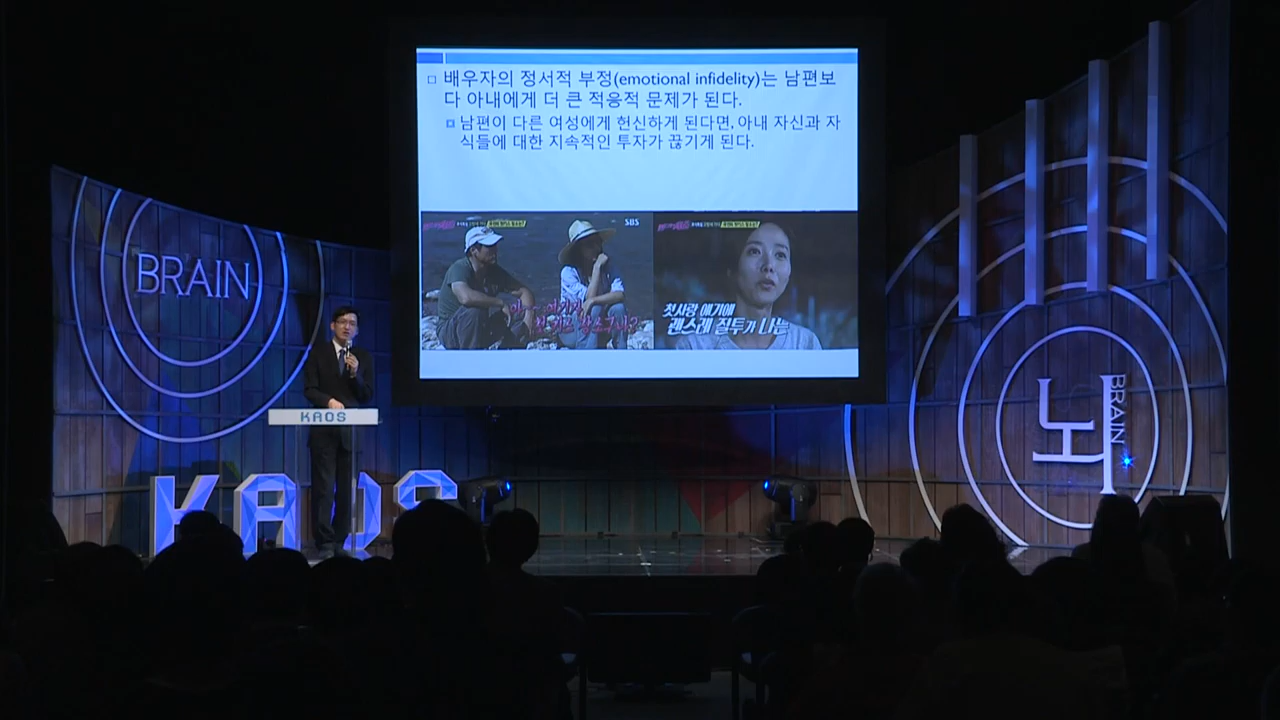 배우자의 정서적 부정(emotional infidelity)는 남편보
다 아내에게 더 큰 적응적 문제가 된다.
남편이 다른 여성에게 헌신하게 된다면, 아내 자신과 자
식들에 대한 지속적인 투자가 끊기게 된다.
SBS
첫사랑 얘기에
괜스레 질투가 나는
BRAIN
KAOS
KAOS
뇌
BRAIN